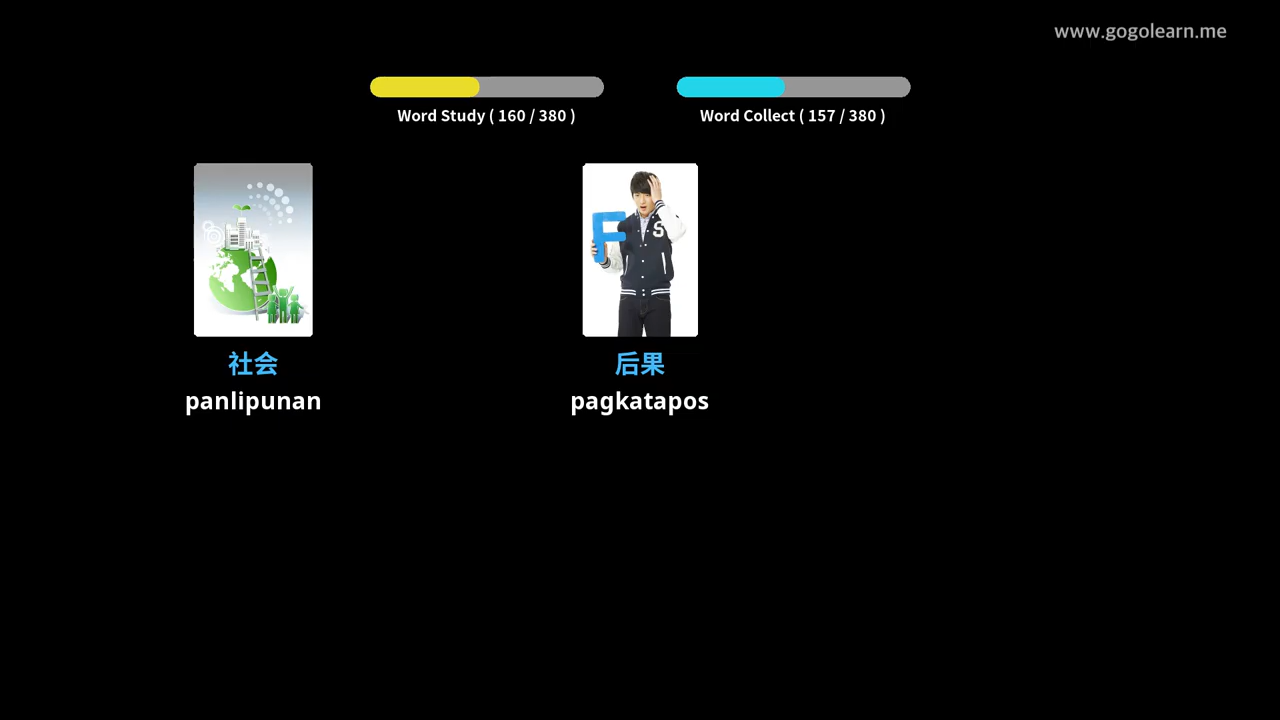 www.gogolearn.me
Word Study ( 160 / 380 )
Word Collect ( 157 / 380 )
F
S
社会
后果
panlipunan
pagkatapos